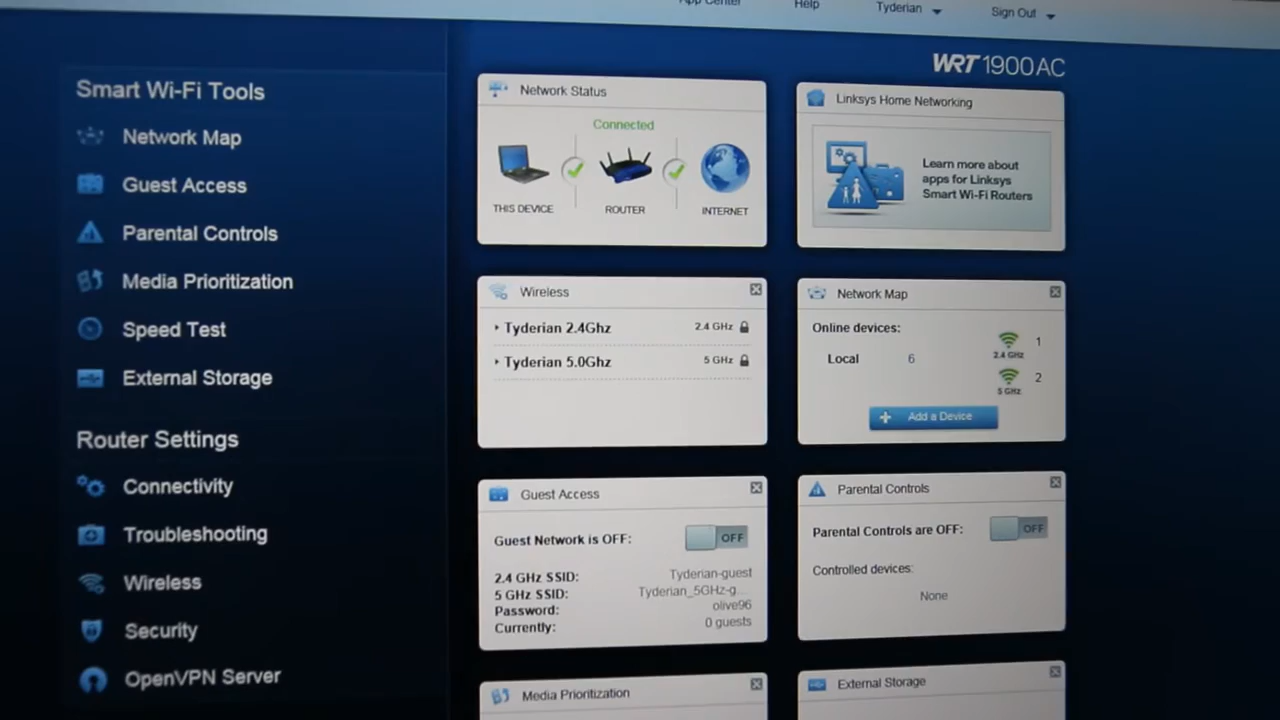 App Center
Help
Tyderian
Sign Out
WRT1900AC
Smart Wi-Fi Tools
Network Map
Guest Access
Parental Controls
Media Prioritization
Speed Test
External Storage
Router Settings
Connectivity
Troubleshooting
Wireless
Security
OpenVPN Server
Network Status
Connected
THIS DEVICE
ROUTER
INTERNET
Linksys Home Networking
Learn more about
apps for Linksys
Smart Wi-Fi Routers
Wireless
Tyderian 2.4Ghz 2.4 GHz
Tyderian 5.0Ghz 5 GHz
Network Map
Online devices:
Local 6
2.4 GHz 1
5 GHz 2
Add a Device
Guest Access
Guest Network is OFF: OFF
2.4 GHz SSID: Tyderian-guest
5 GHz SSID: Tyderian_5GHz-g...
Password: olive96
Currently: 0 guests
Parental Controls
Parental Controls are OFF: OFF
Controlled devices:
None
Media Prioritization
External Storage